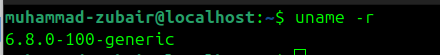 muhammad-zubair@localhost:~$ uname -r
6.8.0-100-generic